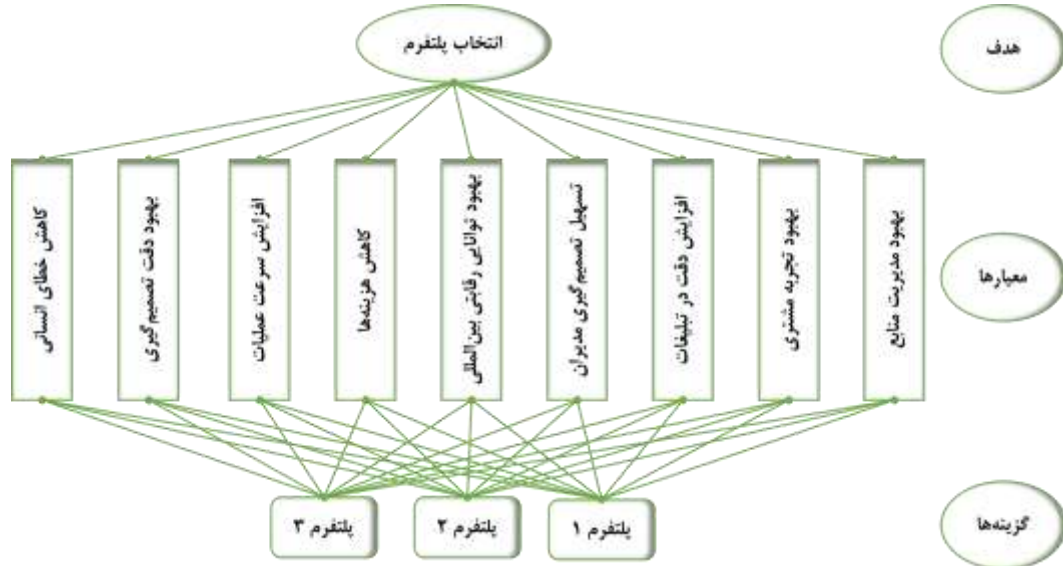 هدف
انتخاب پلتفرم
معیارها
بهبود مدیریت منابع
بهبود تجربه مشتری
افزایش دقت در تبلیغات
تسهیل تصمیم‌گیری مدیران
بهبود توانایی رقابتی بین‌المللی
کاهش هزینه‌ها
افزایش سرعت عملیات
بهبود دقت تصمیم‌گیری
کاهش خطای انسانی
گزینه‌ها
پلتفرم ۱
پلتفرم ۲
پلتفرم ۳